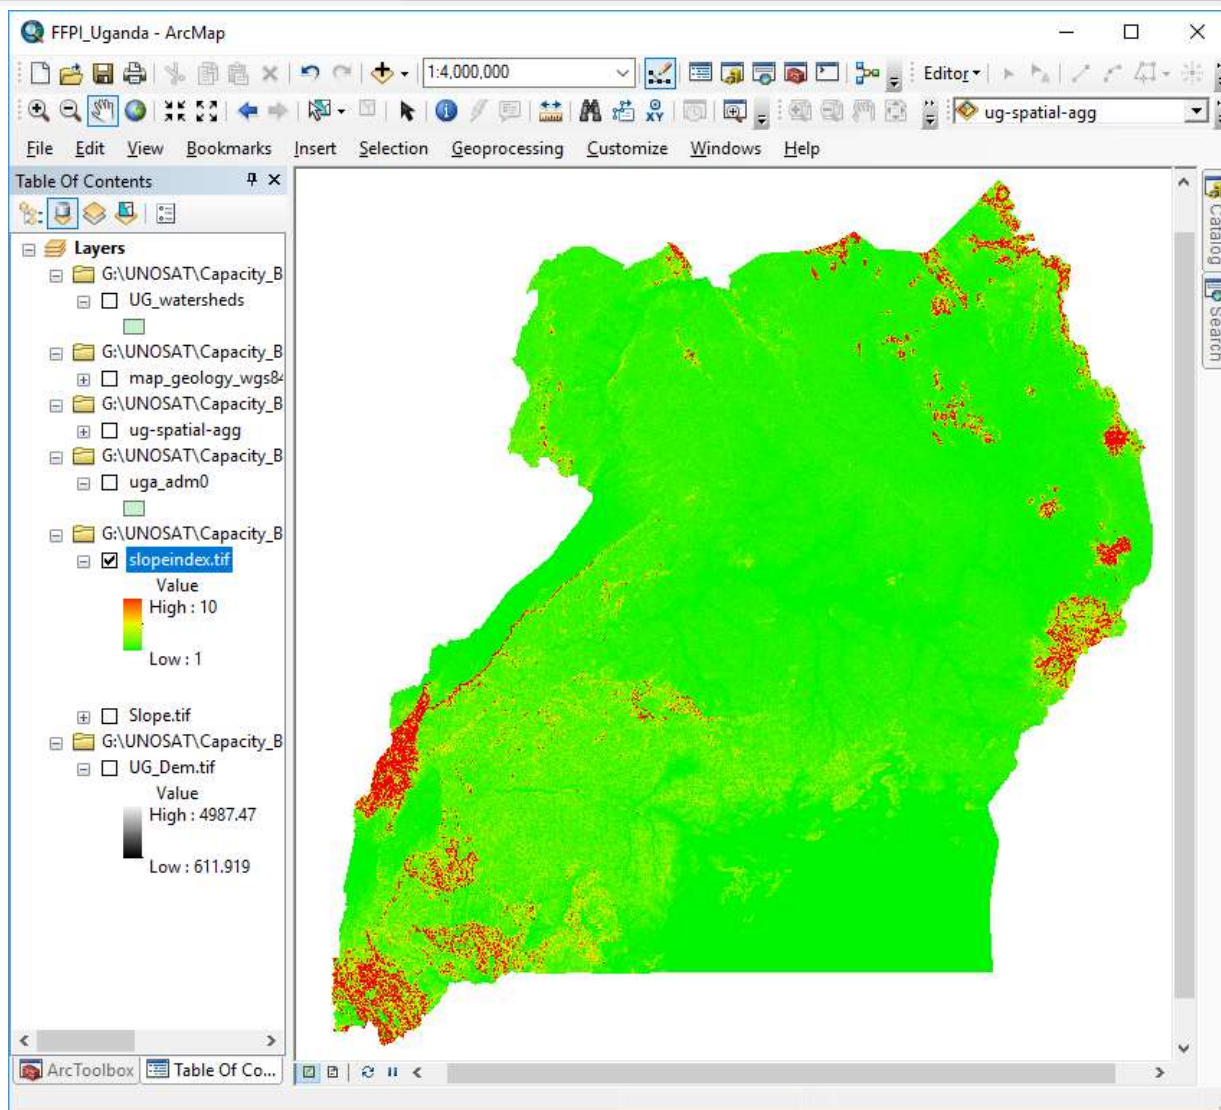 FFPI_Uganda - ArcMap
1:4,000,000
Editor
ug-spatial-agg
File Edit View Bookmarks Insert Selection Geoprocessing Customize Windows Help
Table Of Contents
Layers
G:\UNOSAT\Capacity_B
UG_watersheds
G:\UNOSAT\Capacity_B
map_geology_wgs84
G:\UNOSAT\Capacity_B
ug-spatial-agg
G:\UNOSAT\Capacity_B
uga_adm0
G:\UNOSAT\Capacity_B
slopeindex.tif
Value
High : 10
Low : 1
Slope.tif
G:\UNOSAT\Capacity_B
UG_Dem.tif
Value
High : 4987.47
Low : 611.919
ArcToolbox
Table Of Co...
Catalog
Search